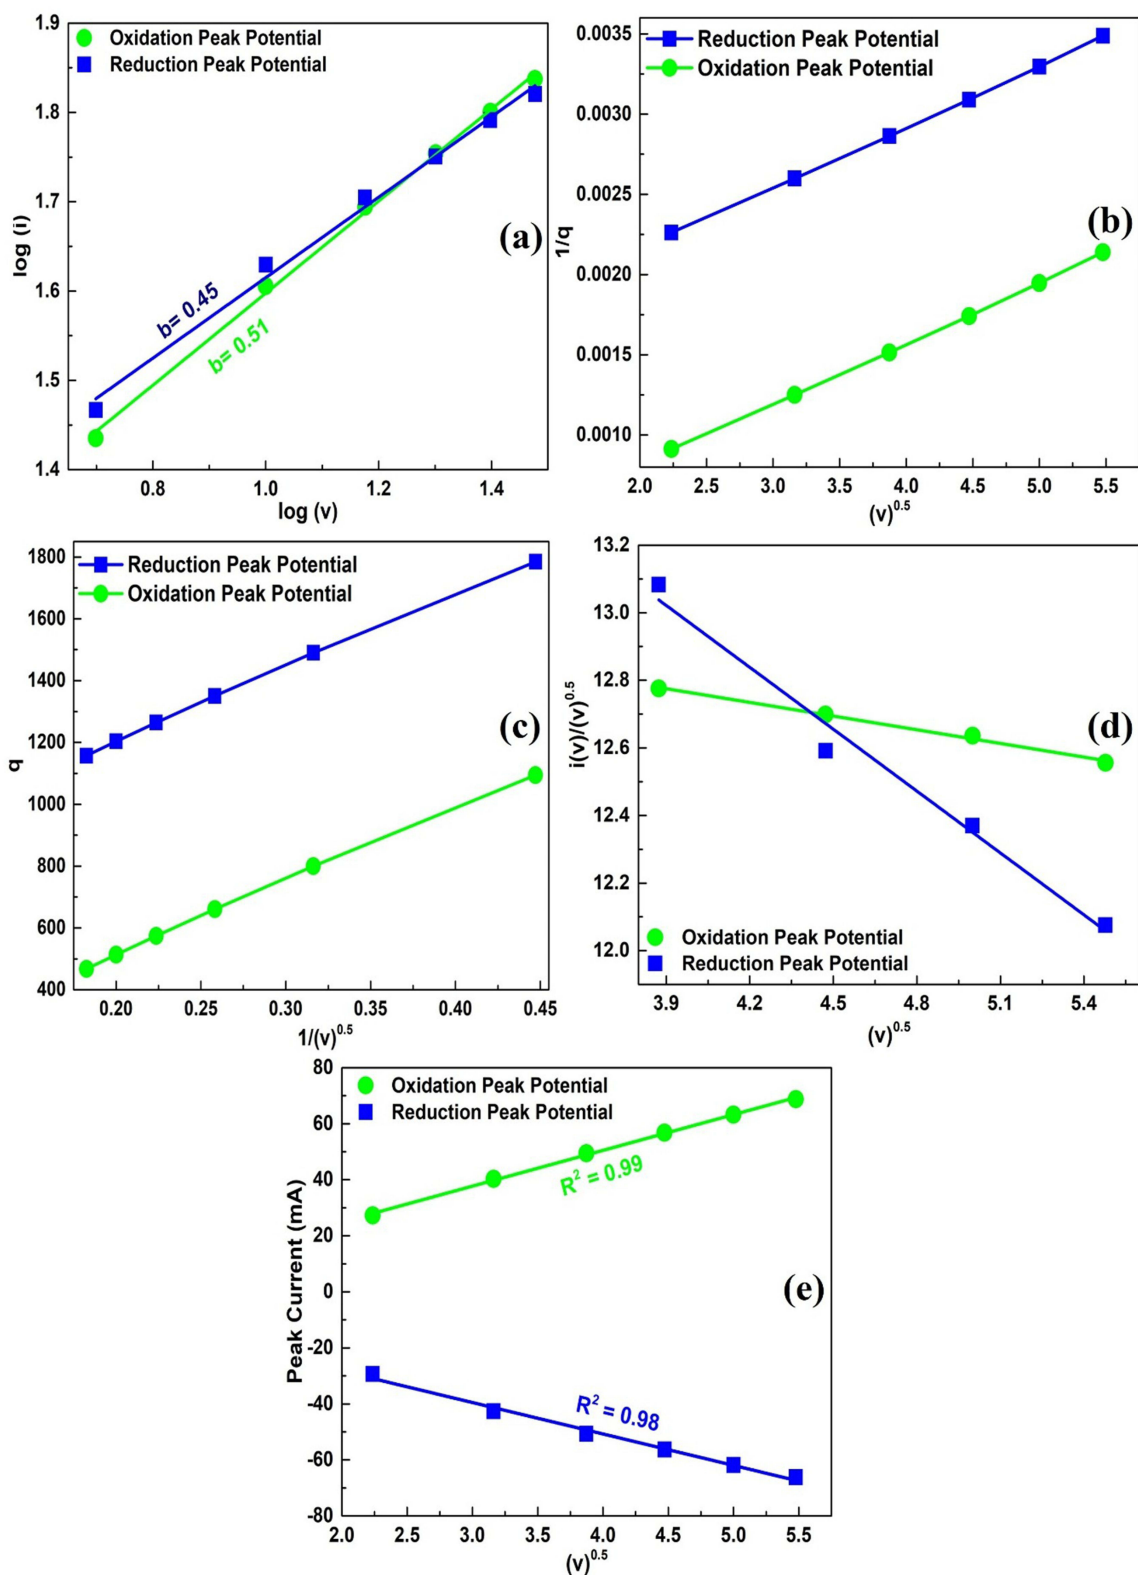 1.9
Oxidation Peak Potential
Reduction Peak Potential
1.8
1.7
log (i)
(a)
1.6
b= 0.45
b= 0.51
1.5
1.4
0.8 1.0 1.2 1.4
log (v)
0.0035
Reduction Peak Potential
Oxidation Peak Potential
0.0030
0.0025
1/q
(b)
0.0020
0.0015
0.0010
2.0 2.5 3.0 3.5 4.0 4.5 5.0 5.5
(v)^0.5
1800
Reduction Peak Potential
Oxidation Peak Potential
1600
1400
1200
(c)
q
1000
800
600
400
0.20 0.25 0.30 0.35 0.40 0.45
1/(v)^0.5
13.2
13.0
12.8
i(v)/(v)^0.5
(d)
12.6
12.4
12.2
12.0
Oxidation Peak Potential
Reduction Peak Potential
3.9 4.2 4.5 4.8 5.1 5.4
(v)^0.5
80
Oxidation Peak Potential
Reduction Peak Potential
60
R² = 0.99
40
20
Peak Current (mA)
0
(e)
-20
-40
R² = 0.98
-60
-80
2.0 2.5 3.0 3.5 4.0 4.5 5.0 5.5
(v)^0.5